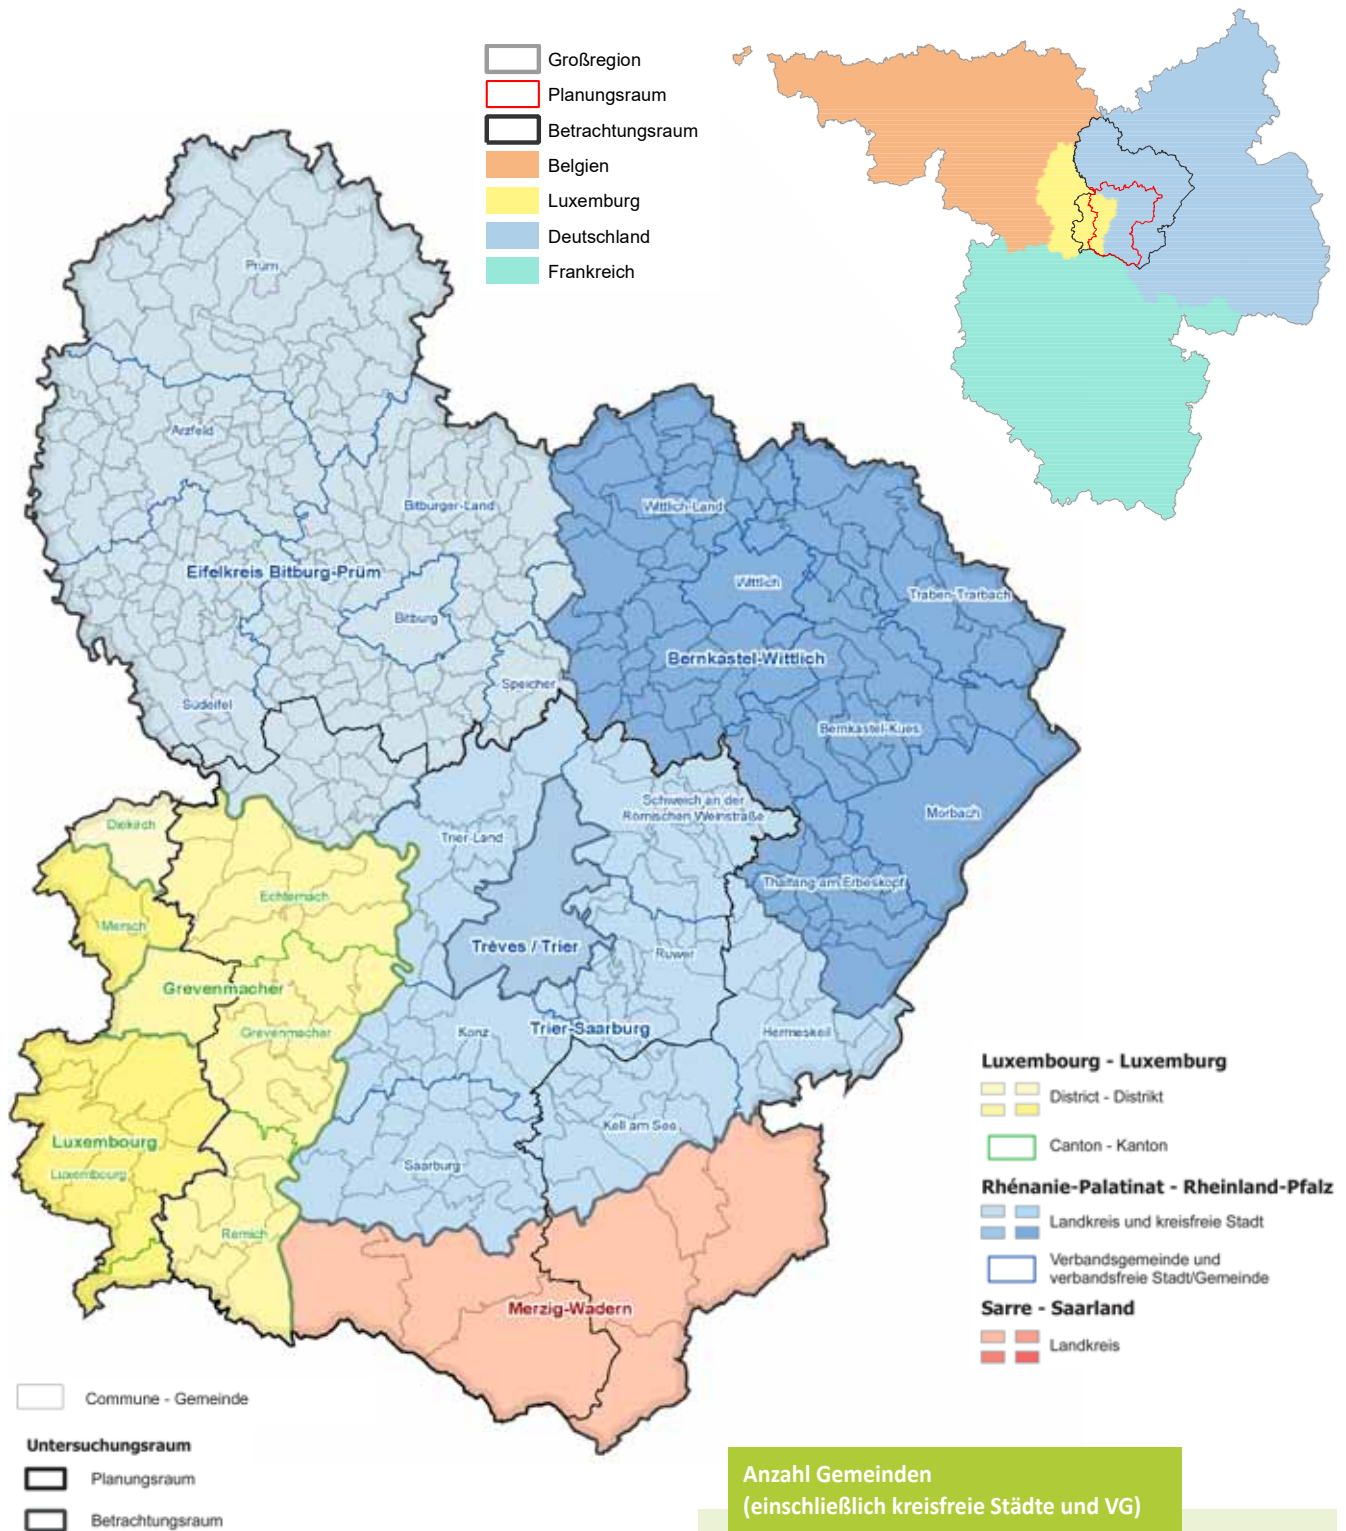 Großregion
Planungsraum
Betrachtungsraum
Belgien
Luxemburg
Deutschland
Frankreich
Prüm
Arzfeld
Bitburger-Land
Wittlich-Land
Eifelkreis Bitburg-Prüm
Wittlich
Traben-Trarbach
Bitburg
Bernkastel-Wittlich
Speicher
Südeifel
Bernkastel-Kues
Schweich an der
Römischen Weinstraße
Morbach
Diekirch
Trier-Land
Thalfang am Erbeskopf
Echternach
Mersch
Trèves / Trier
Ruwer
Grevenmacher
Grevenmacher
Konz
Trier-Saarburg
Hermeskeil
Kell am See
Luxembourg
Luxembourg
Saarburg
Remich
Merzig-Wadern
Luxembourg - Luxemburg
District - Distrikt
Canton - Kanton
Rhénanie-Palatinat - Rheinland-Pfalz
Landkreis und kreisfreie Stadt
Verbandsgemeinde und
verbandsfreie Stadt/Gemeinde
Sarre - Saarland
Landkreis
Commune - Gemeinde
Untersuchungsraum
Planungsraum
Betrachtungsraum
Anzahl Gemeinden
(einschließlich kreisfreie Städte und VG)